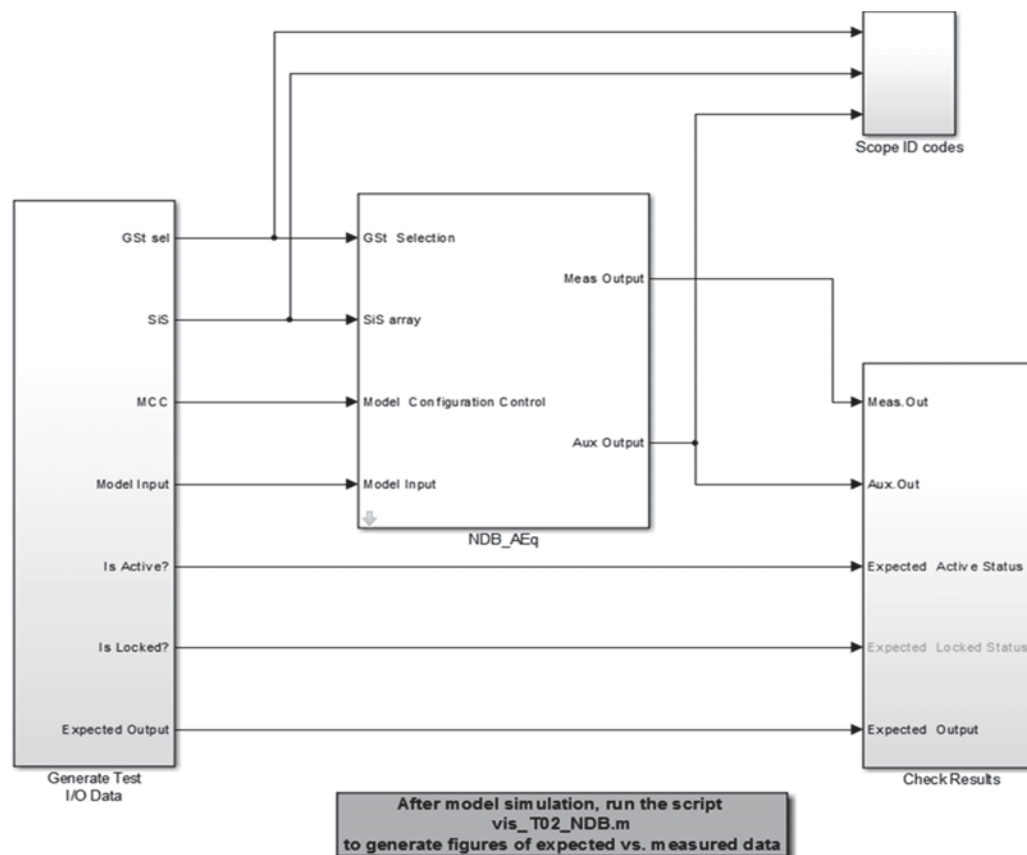 Scope ID codes
GSt sel
SiS
MCC
Model Input
Is Active?
Is Locked?
Expected Output
Generate Test
I/O Data
GSt Selection
SiS array
Model Configuration Control
Model Input
Meas Output
Aux Output
NDB_AEq
Meas.Out
Aux.Out
Expected Active Status
Expected Locked Status
Expected Output
Check Results
After model simulation, run the script
vis_T02_NDB.m
to generate figures of expected vs. measured data